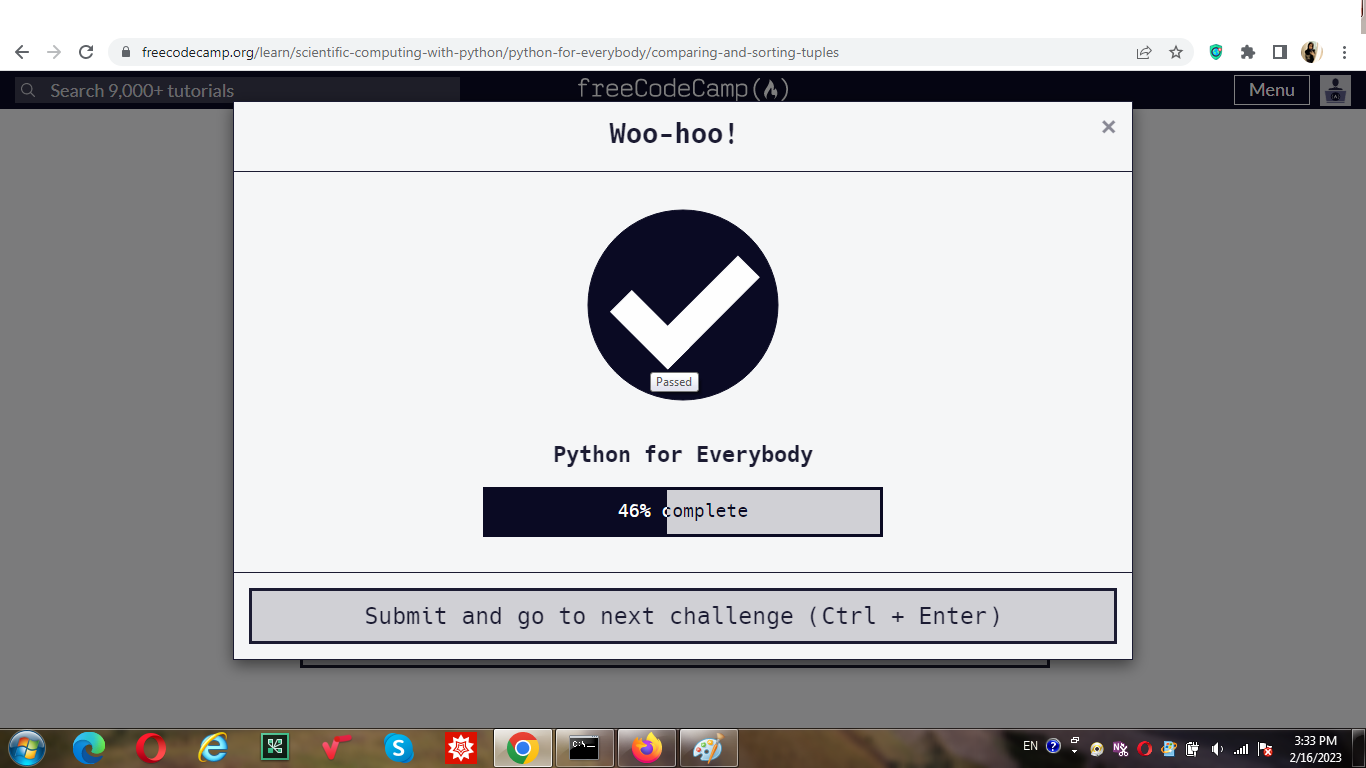 freecodecamp.org/learn/scientific-computing-with-python/python-for-everybody/comparing-and-sorting-tuples
Search 9,000+ tutorials
freeCodeCamp
Menu
Woo-hoo!
×
Passed
Python for Everybody
46% complete
Submit and go to next challenge (Ctrl + Enter)
C:\_
EN
3:33 PM
2/16/2023